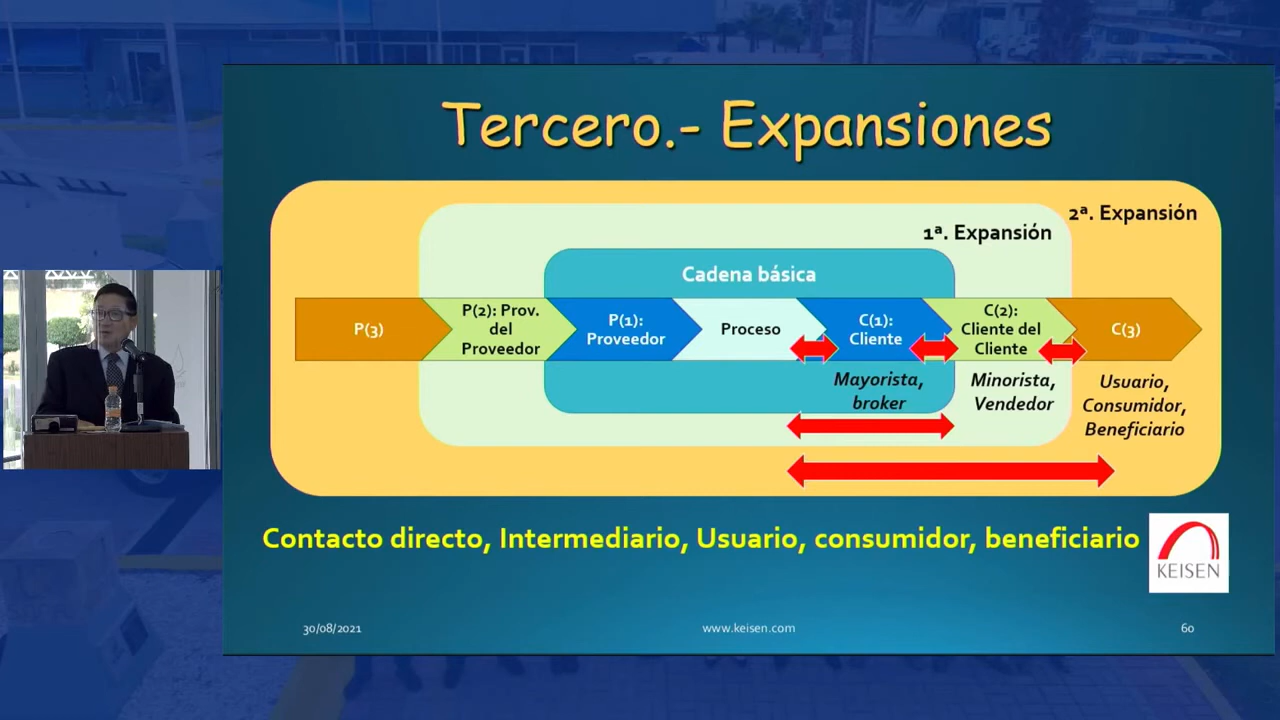 Tercero.- Expansiones
2ª. Expansión
1ª. Expansión
Cadena básica
P(3)
P(2): Prov.
del
Proveedor
P(1):
Proveedor
Proceso
C(1):
Cliente
C(2):
Cliente del
Cliente
C(3)
Mayorista,
broker
Minorista,
Vendedor
Usuario,
Consumidor,
Beneficiario
Contacto directo, Intermediario, Usuario, consumidor, beneficiario
KEISEN
30/08/2021
www.keisen.com
60